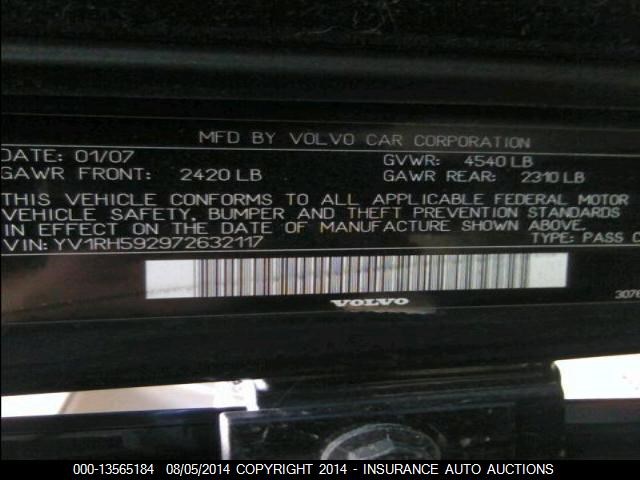 MFD BY VOLVO CAR CORPORATION
DATE: 01/07 GVWR: 4540 LB
GAWR FRONT: 2420 LB GAWR REAR: 2310 LB
THIS VEHICLE CONFORMS TO ALL APPLICABLE FEDERAL MOTOR
VEHICLE SAFETY, BUMPER AND THEFT PREVENTION STANDARDS
IN EFFECT ON THE DATE OF MANUFACTURE SHOWN ABOVE.
VIN: YV1RH592972632117 TYPE: PASS C
VOLVO
3076
000-13565184 08/05/2014 COPYRIGHT 2014 - INSURANCE AUTO AUCTIONS